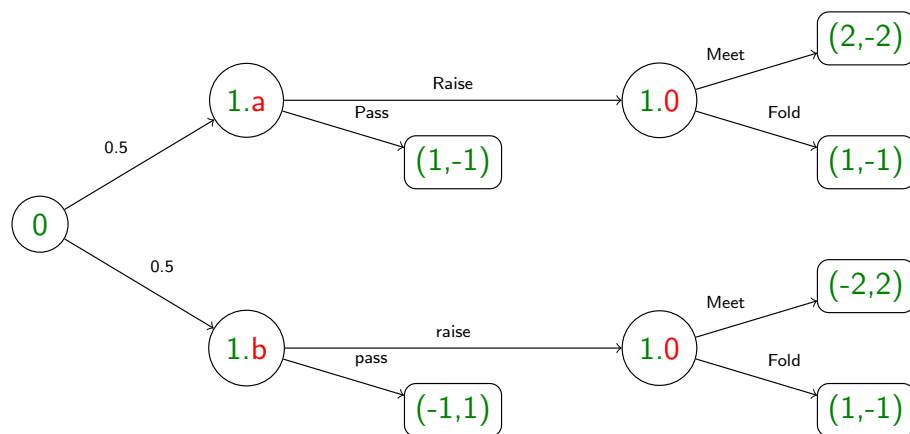 (2,-2)
Meet
Raise
1.a
1.0
Pass
Fold
0.5
(1,-1)
(1,-1)
0
0.5
(-2,2)
Meet
raise
1.b
1.0
pass
Fold
(-1,1)
(1,-1)